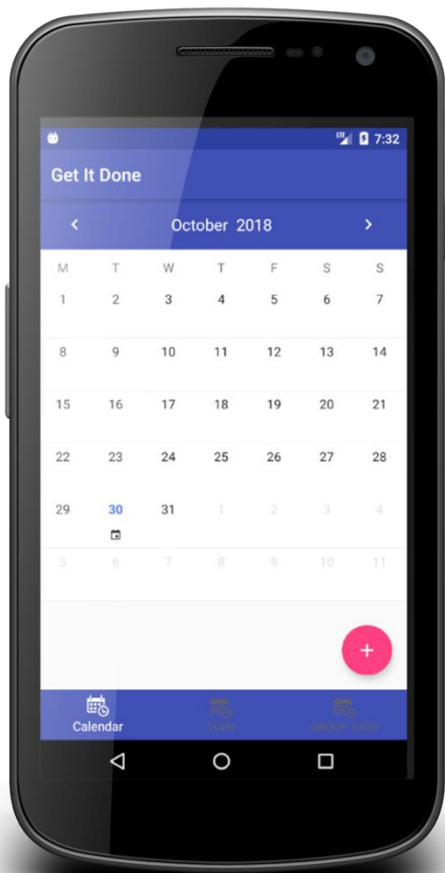 LTE 7:32
Get It Done
October 2018
M T W T F S S
1 2 3 4 5 6 7
8 9 10 11 12 13 14
15 16 17 18 19 20 21
22 23 24 25 26 27 28
29 30 31 1 2 3 4
5 6 7 8 9 10 11
+
Calendar TODO GROUP TODO